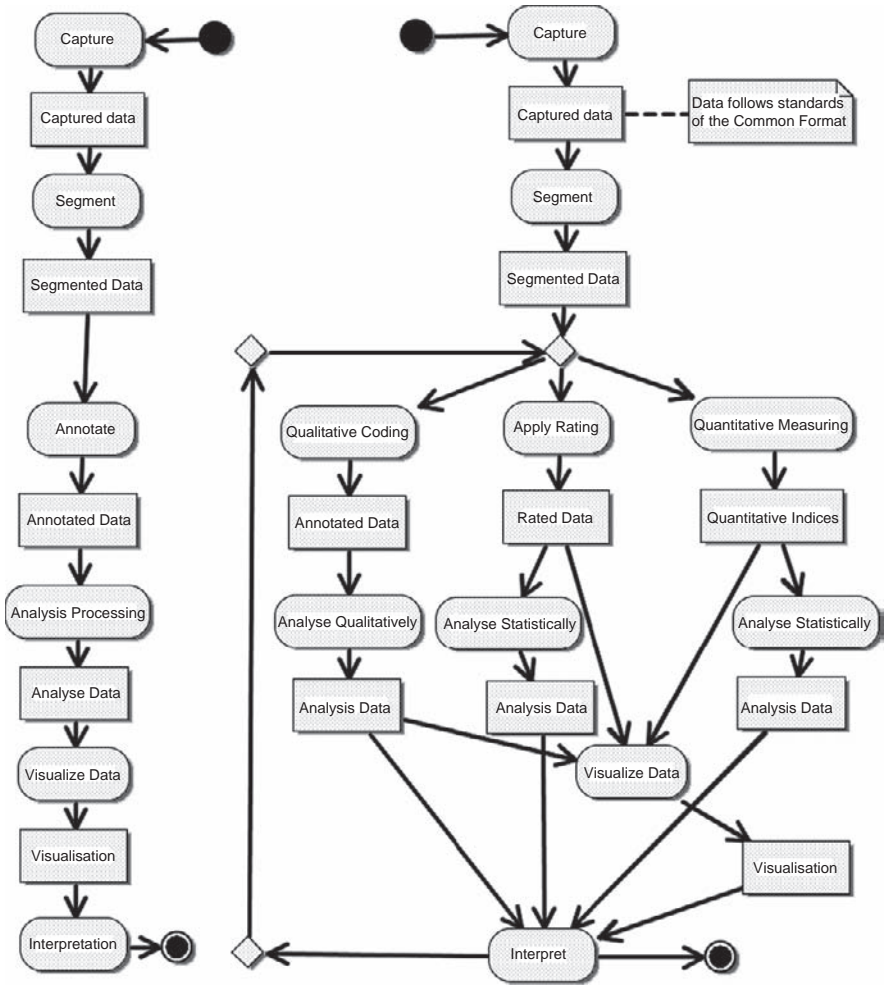 Capture
Captured data
Segment
Segmented Data
Annotate
Annotated Data
Analysis Processing
Analyse Data
Visualize Data
Visualisation
Interpretation
Capture
Captured data
Data follows standards
of the Common Format
Segment
Segmented Data
Qualitative Coding
Apply Rating
Quantitative Measuring
Annotated Data
Rated Data
Quantitative Indices
Analyse Qualitatively
Analyse Statistically
Analyse Statistically
Analysis Data
Analysis Data
Analysis Data
Visualize Data
Visualisation
Interpret